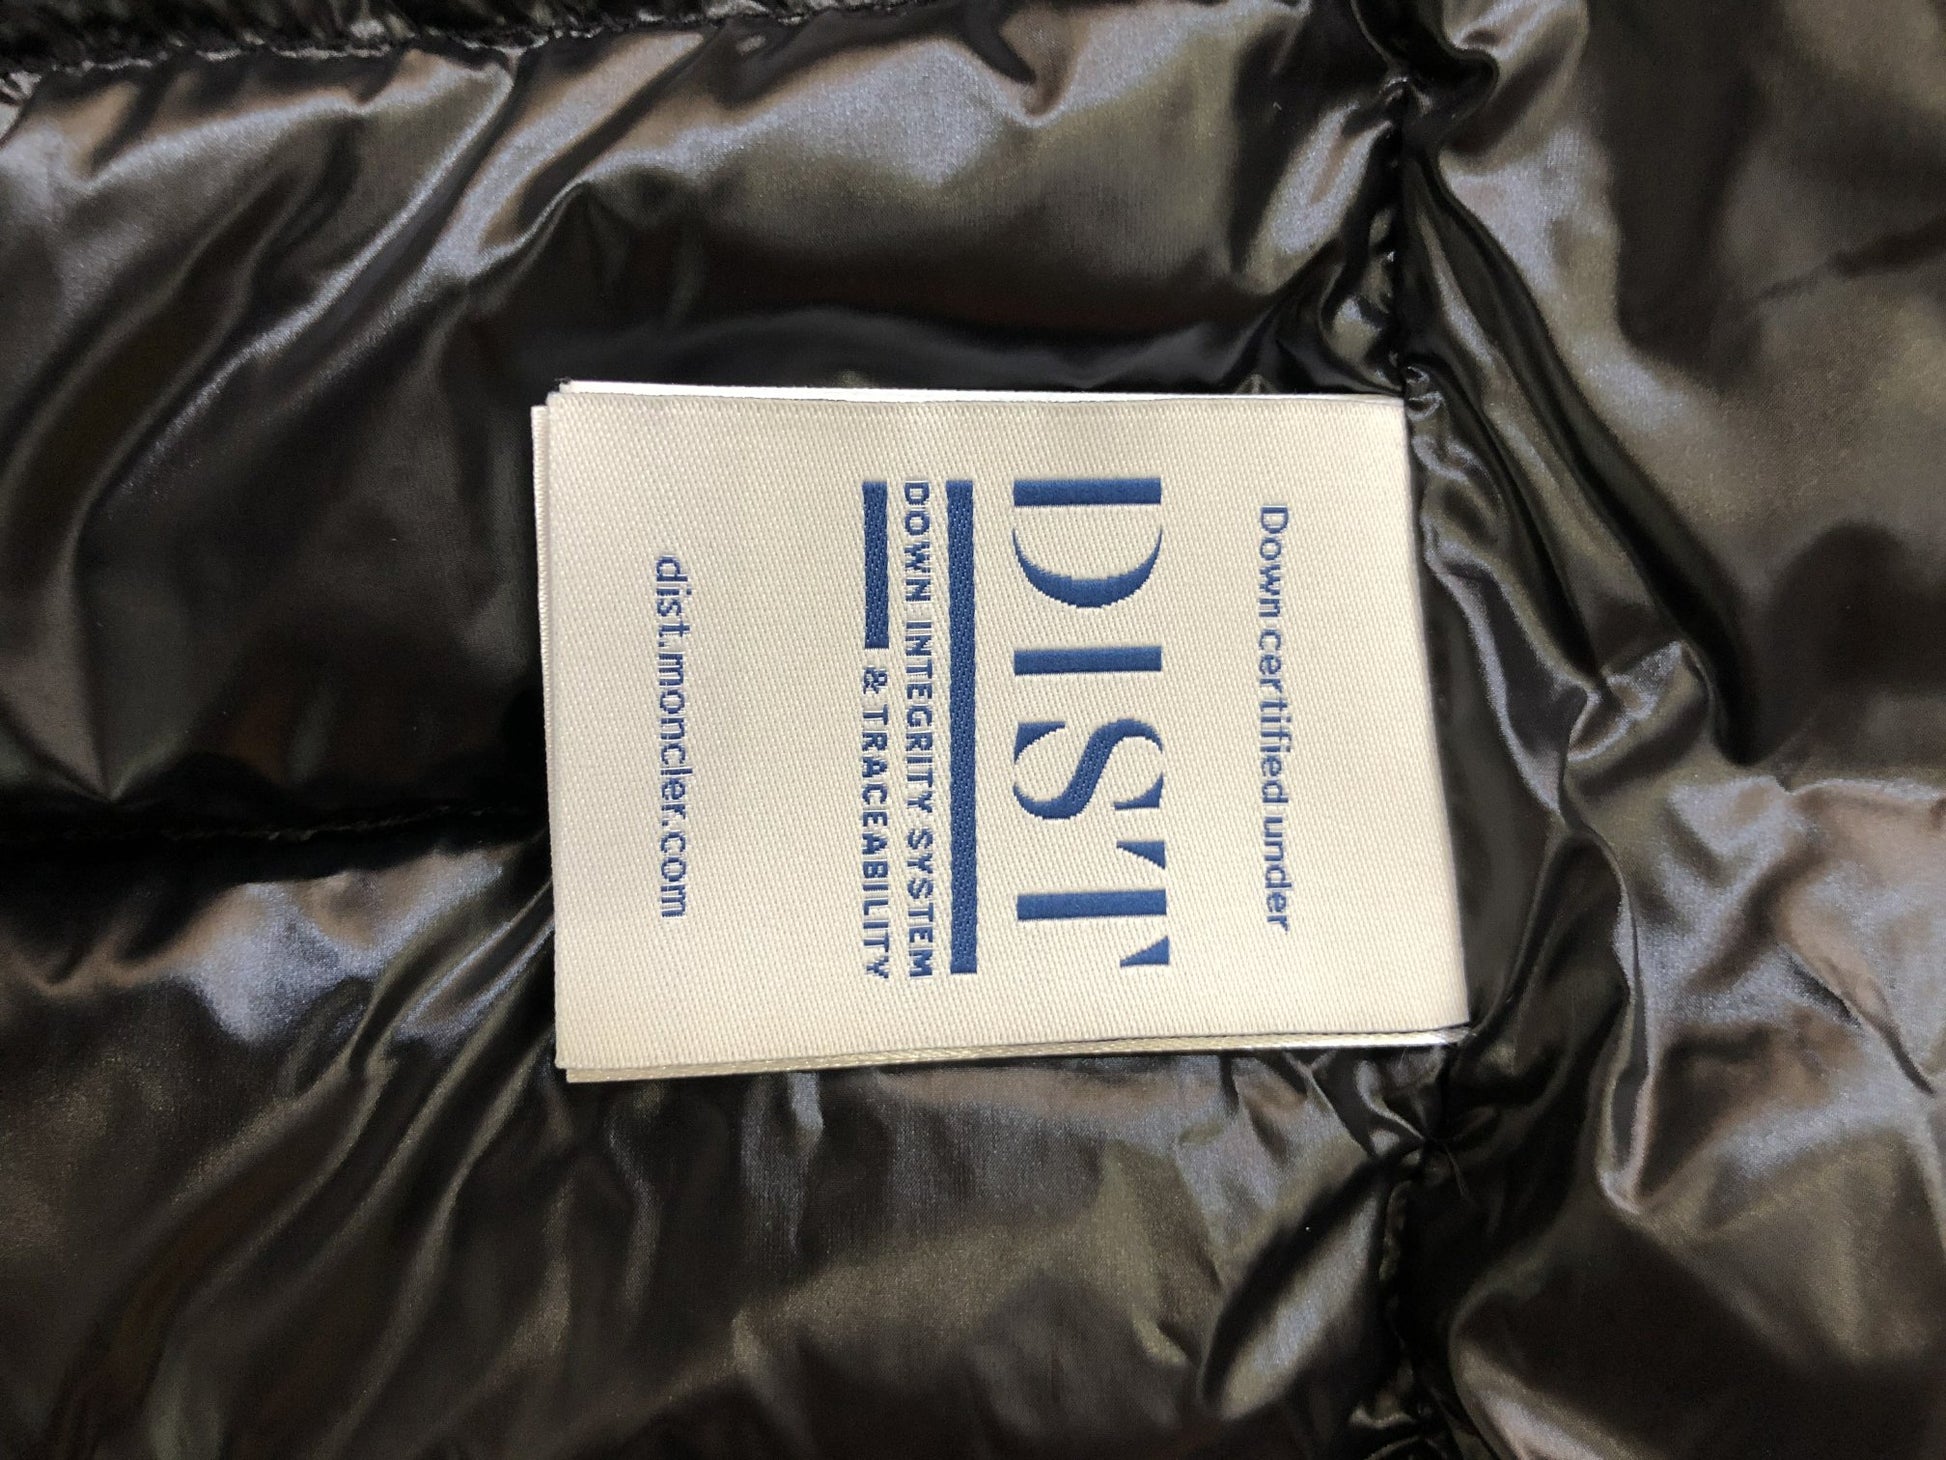 Down certified under
DIST
DOWN INTEGRITY SYSTEM
& TRACEABILITY
dist.moncler.com